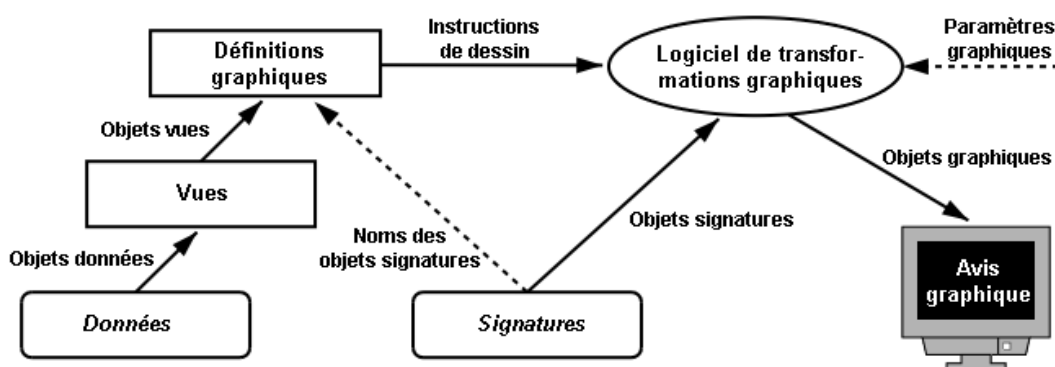 Définitions
graphiques
Instructions
de dessin
Logiciel de transfor-
mations graphiques
Paramètres
graphiques
Objets vues
Vues
Objets données
Données
Noms des
objets signatures
Signatures
Objets signatures
Objets graphiques
Avis
graphique